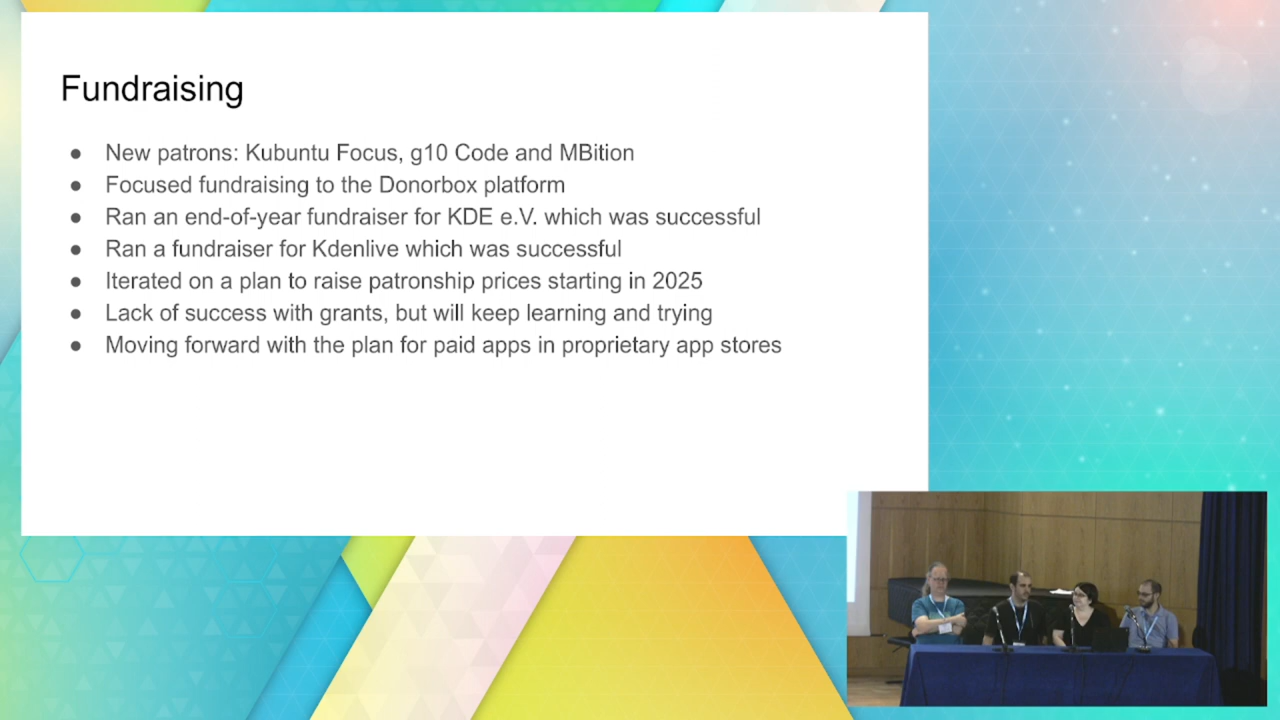 Fundraising
● New patrons: Kubuntu Focus, g10 Code and MBition
● Focused fundraising to the Donorbox platform
● Ran an end-of-year fundraiser for KDE e.V. which was successful
● Ran a fundraiser for Kdenlive which was successful
● Iterated on a plan to raise patronship prices starting in 2025
● Lack of success with grants, but will keep learning and trying
● Moving forward with the plan for paid apps in proprietary app stores